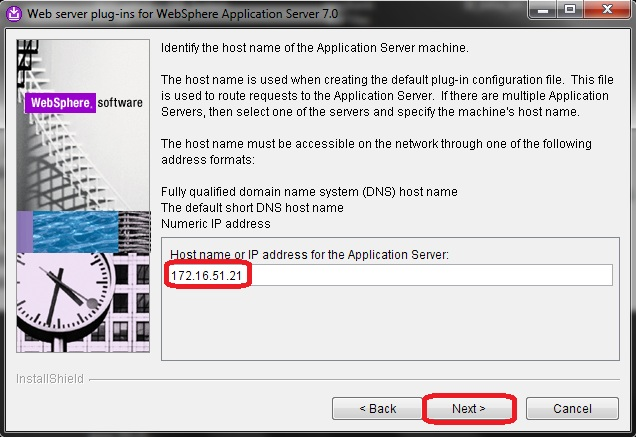 Web server plug-ins for WebSphere Application Server 7.0
Identify the host name of the Application Server machine.
The host name is used when creating the default plug-in configuration file. This file
is used to route requests to the Application Server. If there are multiple Application
Servers, then select one of the servers and specify the machine's host name.
The host name must be accessible on the network through one of the following
address formats:
Fully qualified domain name system (DNS) host name
The default short DNS host name
Numeric IP address
WebSphere. software
Host name or IP address for the Application Server:
172.16.51.21
InstallShield
< Back
Next >
Cancel